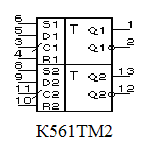 6 S1 T Q1 1
5 D1
3 C1 Q1 2
4 R1
8 S2 T Q2 13
9 D2
11 C2 Q2 12
10 R2
K561TM2